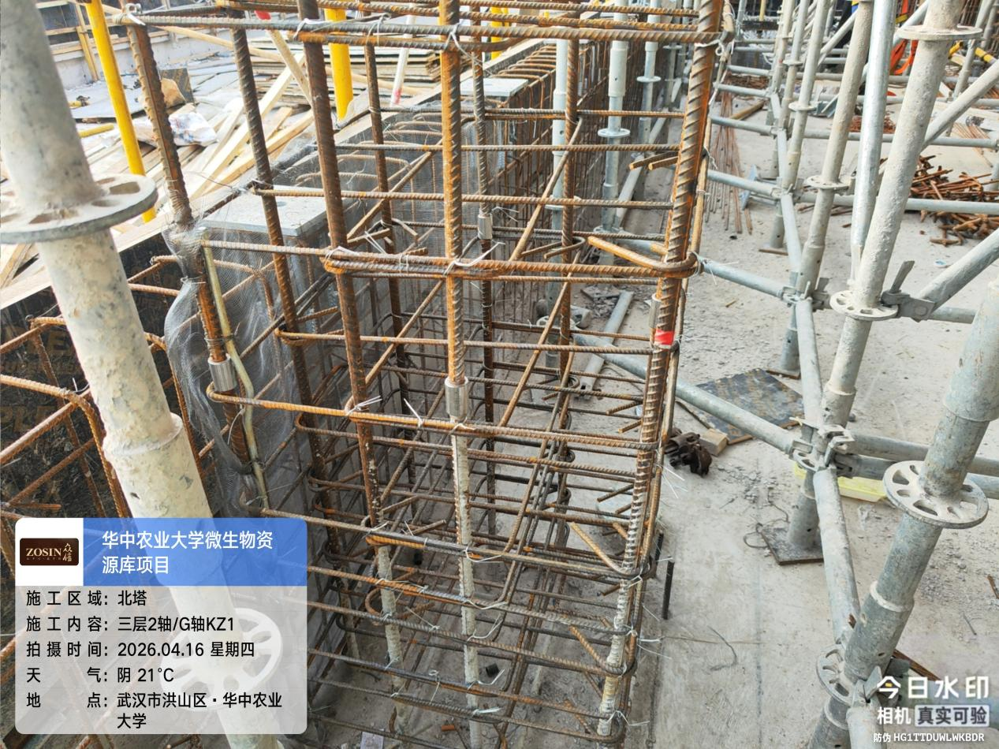 ZOSIN 众信
华中农业大学微生物资
源库项目
施工区域：北塔
施工内容：三层2轴/G轴KZ1
拍摄时间：2026.04.16 星期四
天气：阴 21°C
地点：武汉市洪山区·华中农业
大学
今日水印
相机 真实可验
防伪 HG1TTDUWLWKBDR